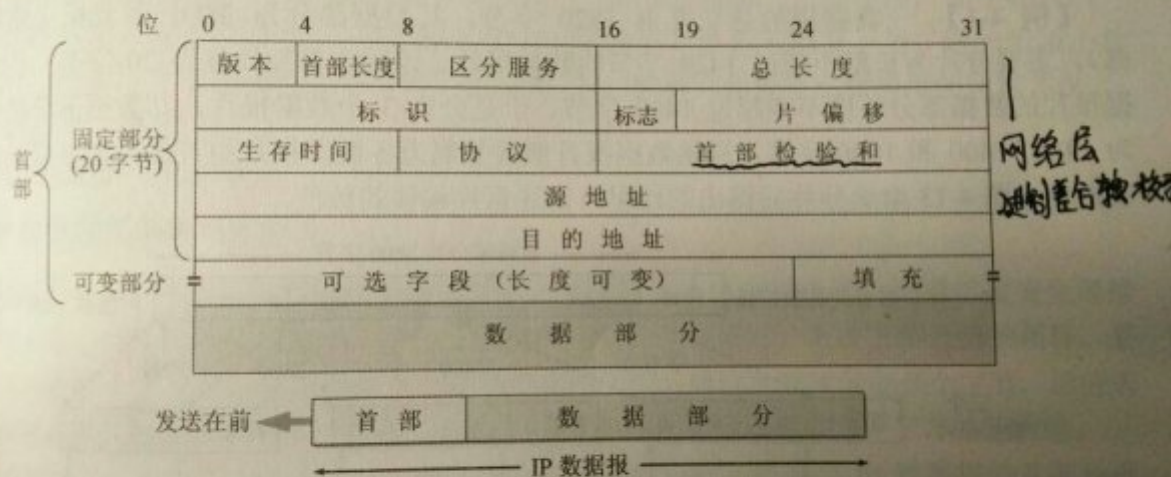 位 0 4 8 16 19 24 31
版本 首部长度 区分服务 总长度
标识 标志 片偏移
首部 固定部分 (20 字节) 生存时间 协议 首部检验和 网络层
源地址
目的地址
可变部分 可选字段（长度可变） 填充
数据部分
发送在前 首部 数据部分
IP 数据报